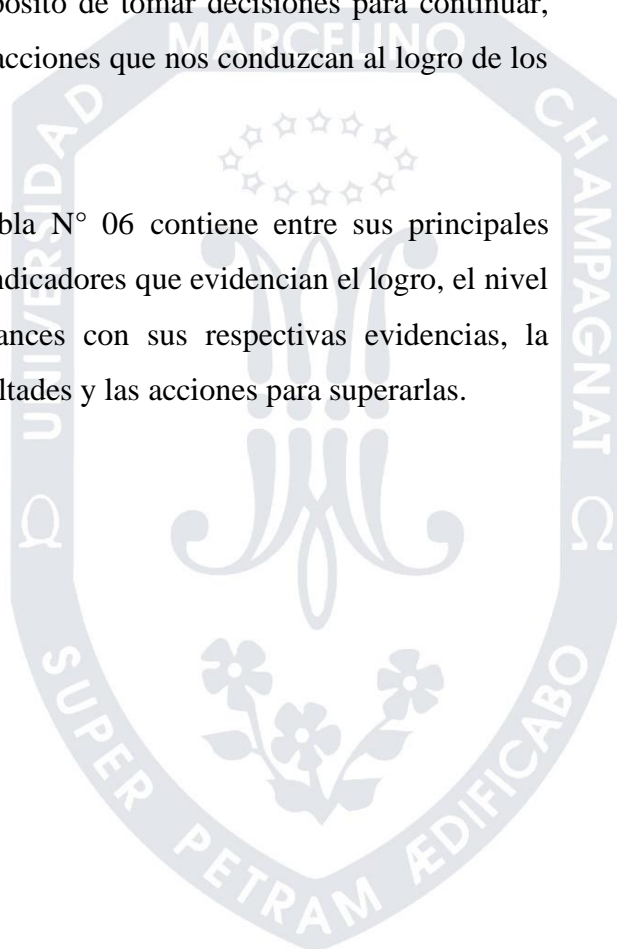 pósito de tomar decisiones para continuar,
acciones que nos conduzcan al logro de los
bla N° 06 contiene entre sus principales
ndicadores que evidencian el logro, el nivel
ances con sus respectivas evidencias, la
ltades y las acciones para superarlas.
UNIVERSIDAD
MARCELINO
CHAMPAGNAT
Ω Ω
SUPER PETRAM ÆDIFICABO